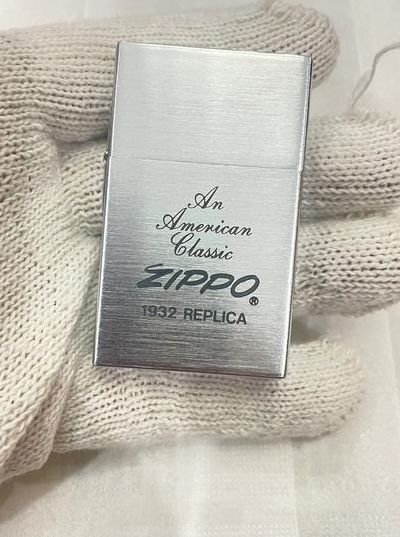 An
American
Classic
ZIPPO®
1932 REPLICA